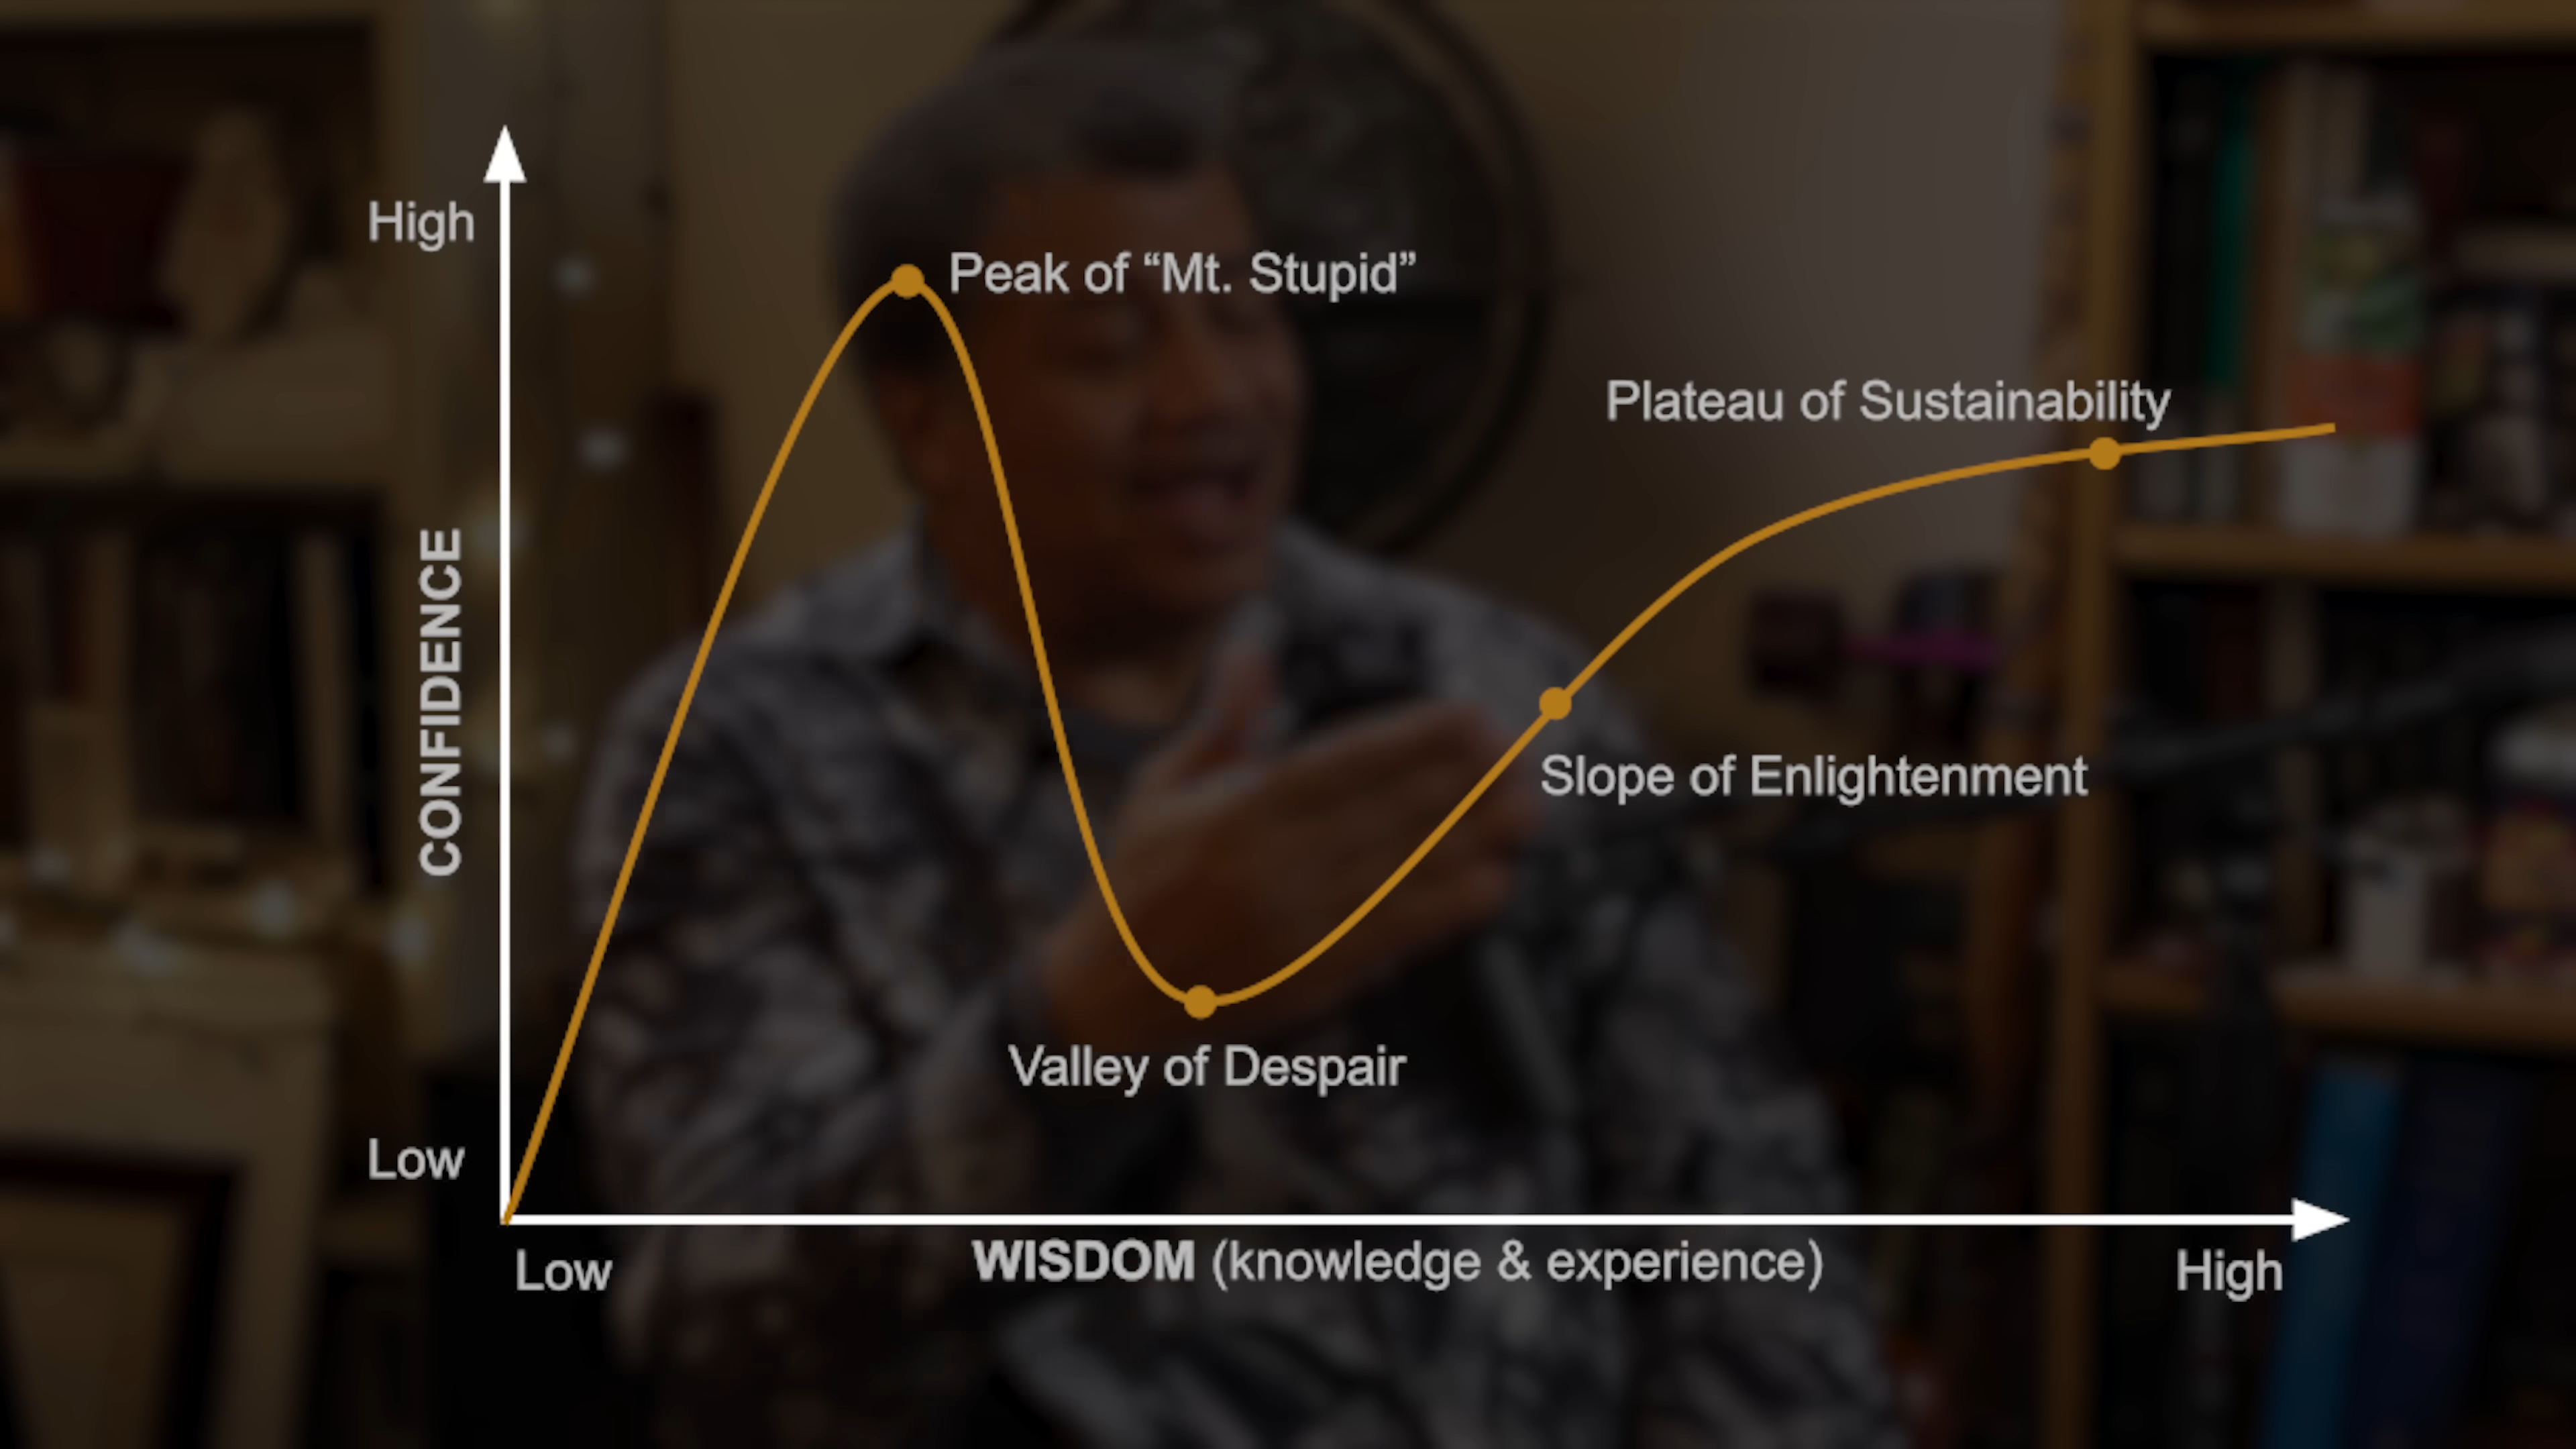 High
Peak of “Mt. Stupid”
Plateau of Sustainability
CONFIDENCE
Slope of Enlightenment
Valley of Despair
Low
Low
WISDOM (knowledge & experience)
High